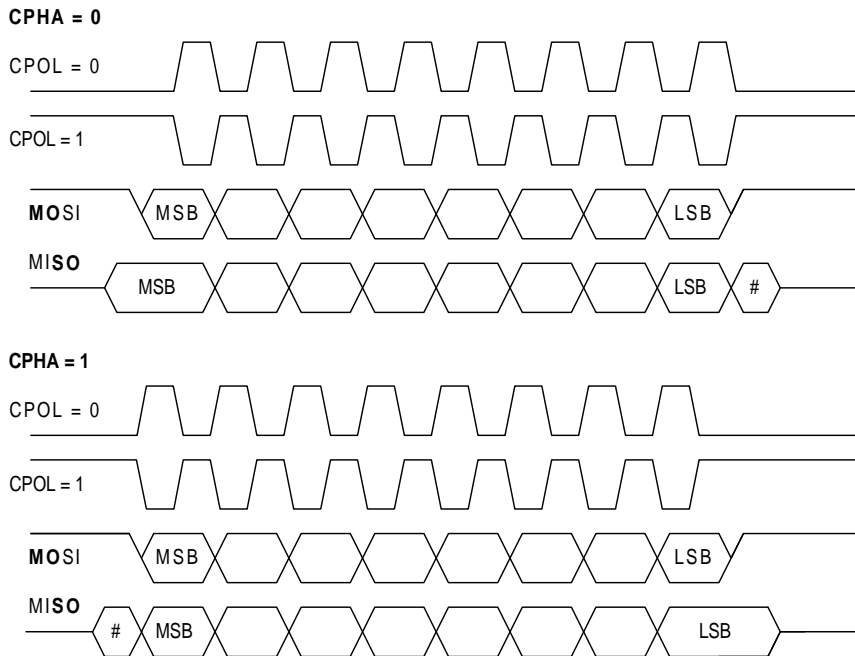 CPHA = 0
CPOL = 0
CPOL = 1
MOSI MSB LSB
MISO
MSB LSB #
CPHA = 1
CPOL = 0
CPOL = 1
MOSI MSB LSB
MISO
# MSB LSB